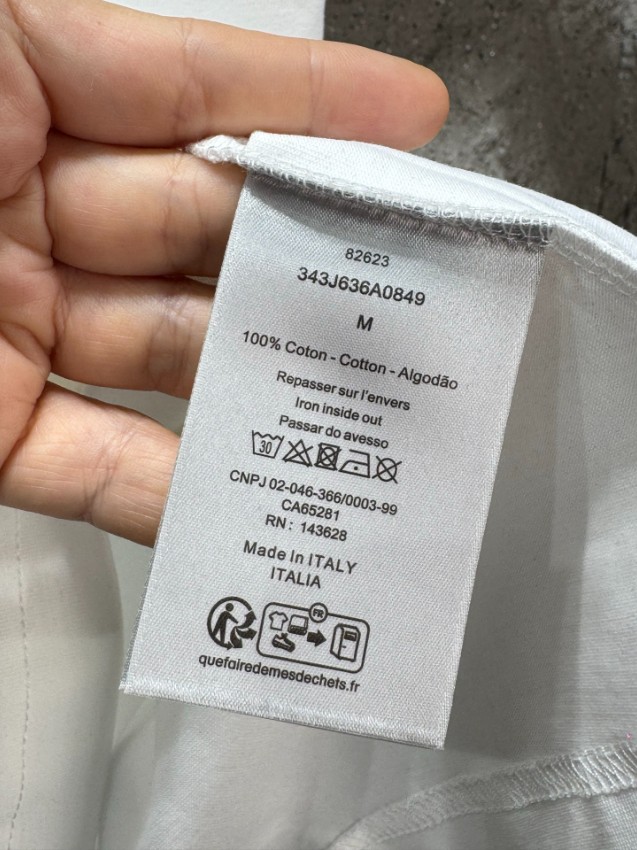 82623
343J636A0849
M
100% Coton - Cotton - Algodão
Repasser sur l'envers
Iron inside out
Passar do avesso
30
CNPJ 02-046-366/0003-99
CA65281
RN: 143628
Made In ITALY
ITALIA
FR
quefairedemesdechets.fr